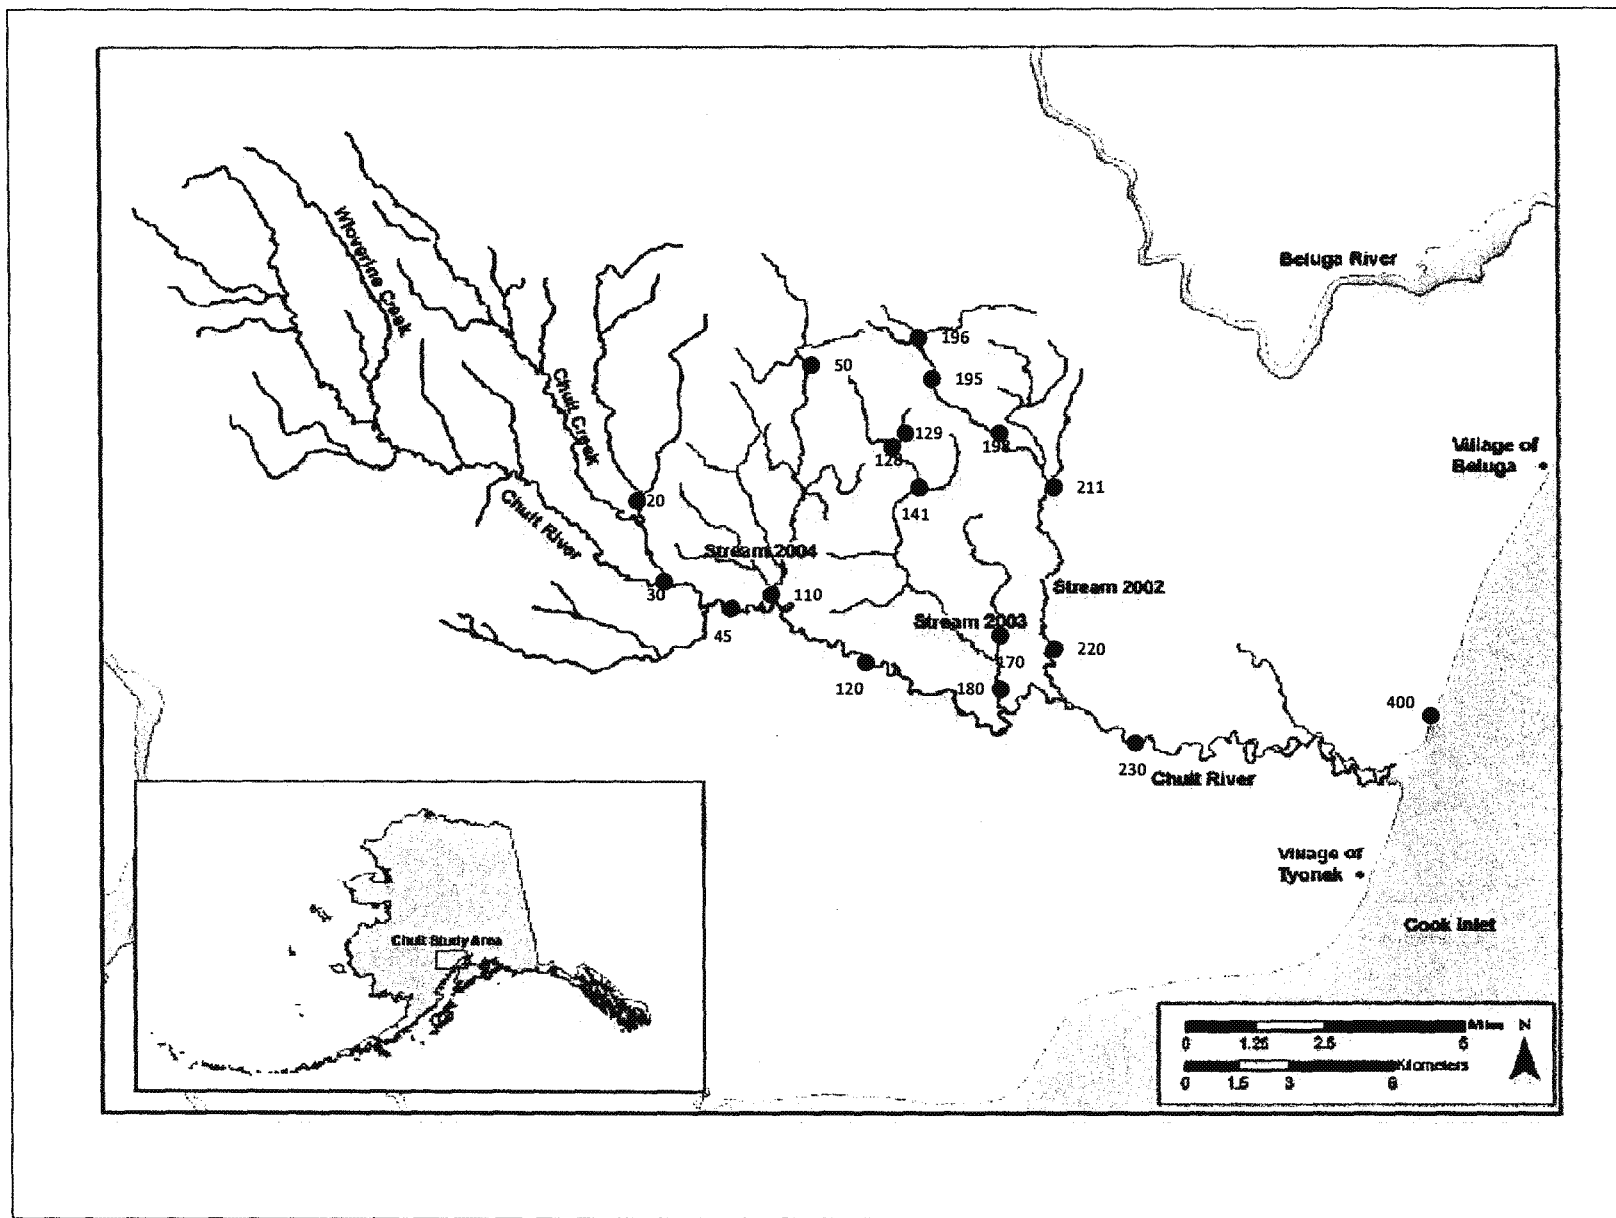 Wloverine Creek
Beluga River
196
50
195
Chuit Creek
129
128
198
Village of
Beluga
211
20
141
Chuit River
Stream 2004
Stream 2002
30
110
Stream 2003
45
170
220
120
180
400
230
Chuit River
Village of
Tyonek
Cook Inlet
Chuit Study Area
Miles
N
0 1.25 2.5 5
Kilometers
0 1.5 3 6